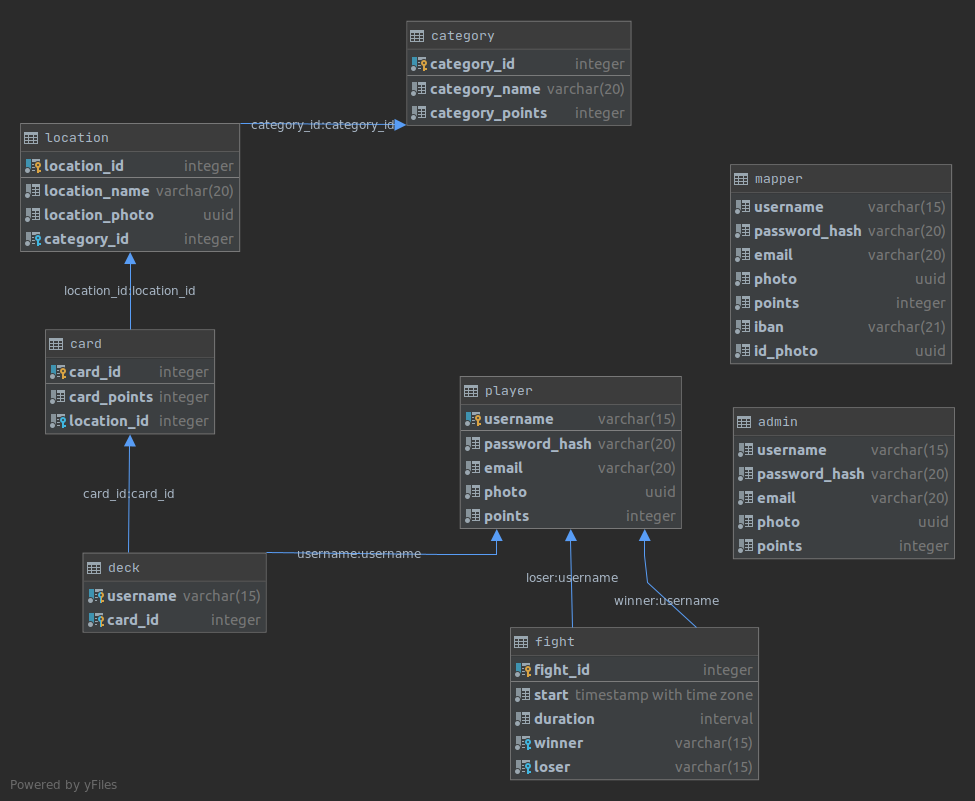 category
category_id integer
category_name varchar(20)
category_points integer
category_id:category_id
location
location_id integer
location_name varchar(20)
location_photo uuid
category_id integer
location_id:location_id
card
card_id integer
card_points integer
location_id integer
card_id:card_id
deck
username varchar(15)
card_id integer
username:username
player
username varchar(15)
password_hash varchar(20)
email varchar(20)
photo uuid
points integer
loser:username
winner:username
fight
fight_id integer
start timestamp with time zone
duration interval
winner varchar(15)
loser varchar(15)
mapper
username varchar(15)
password_hash varchar(20)
email varchar(20)
photo uuid
points integer
iban varchar(21)
id_photo uuid
admin
username varchar(15)
password_hash varchar(20)
email varchar(20)
photo uuid
points integer
Powered by yFiles